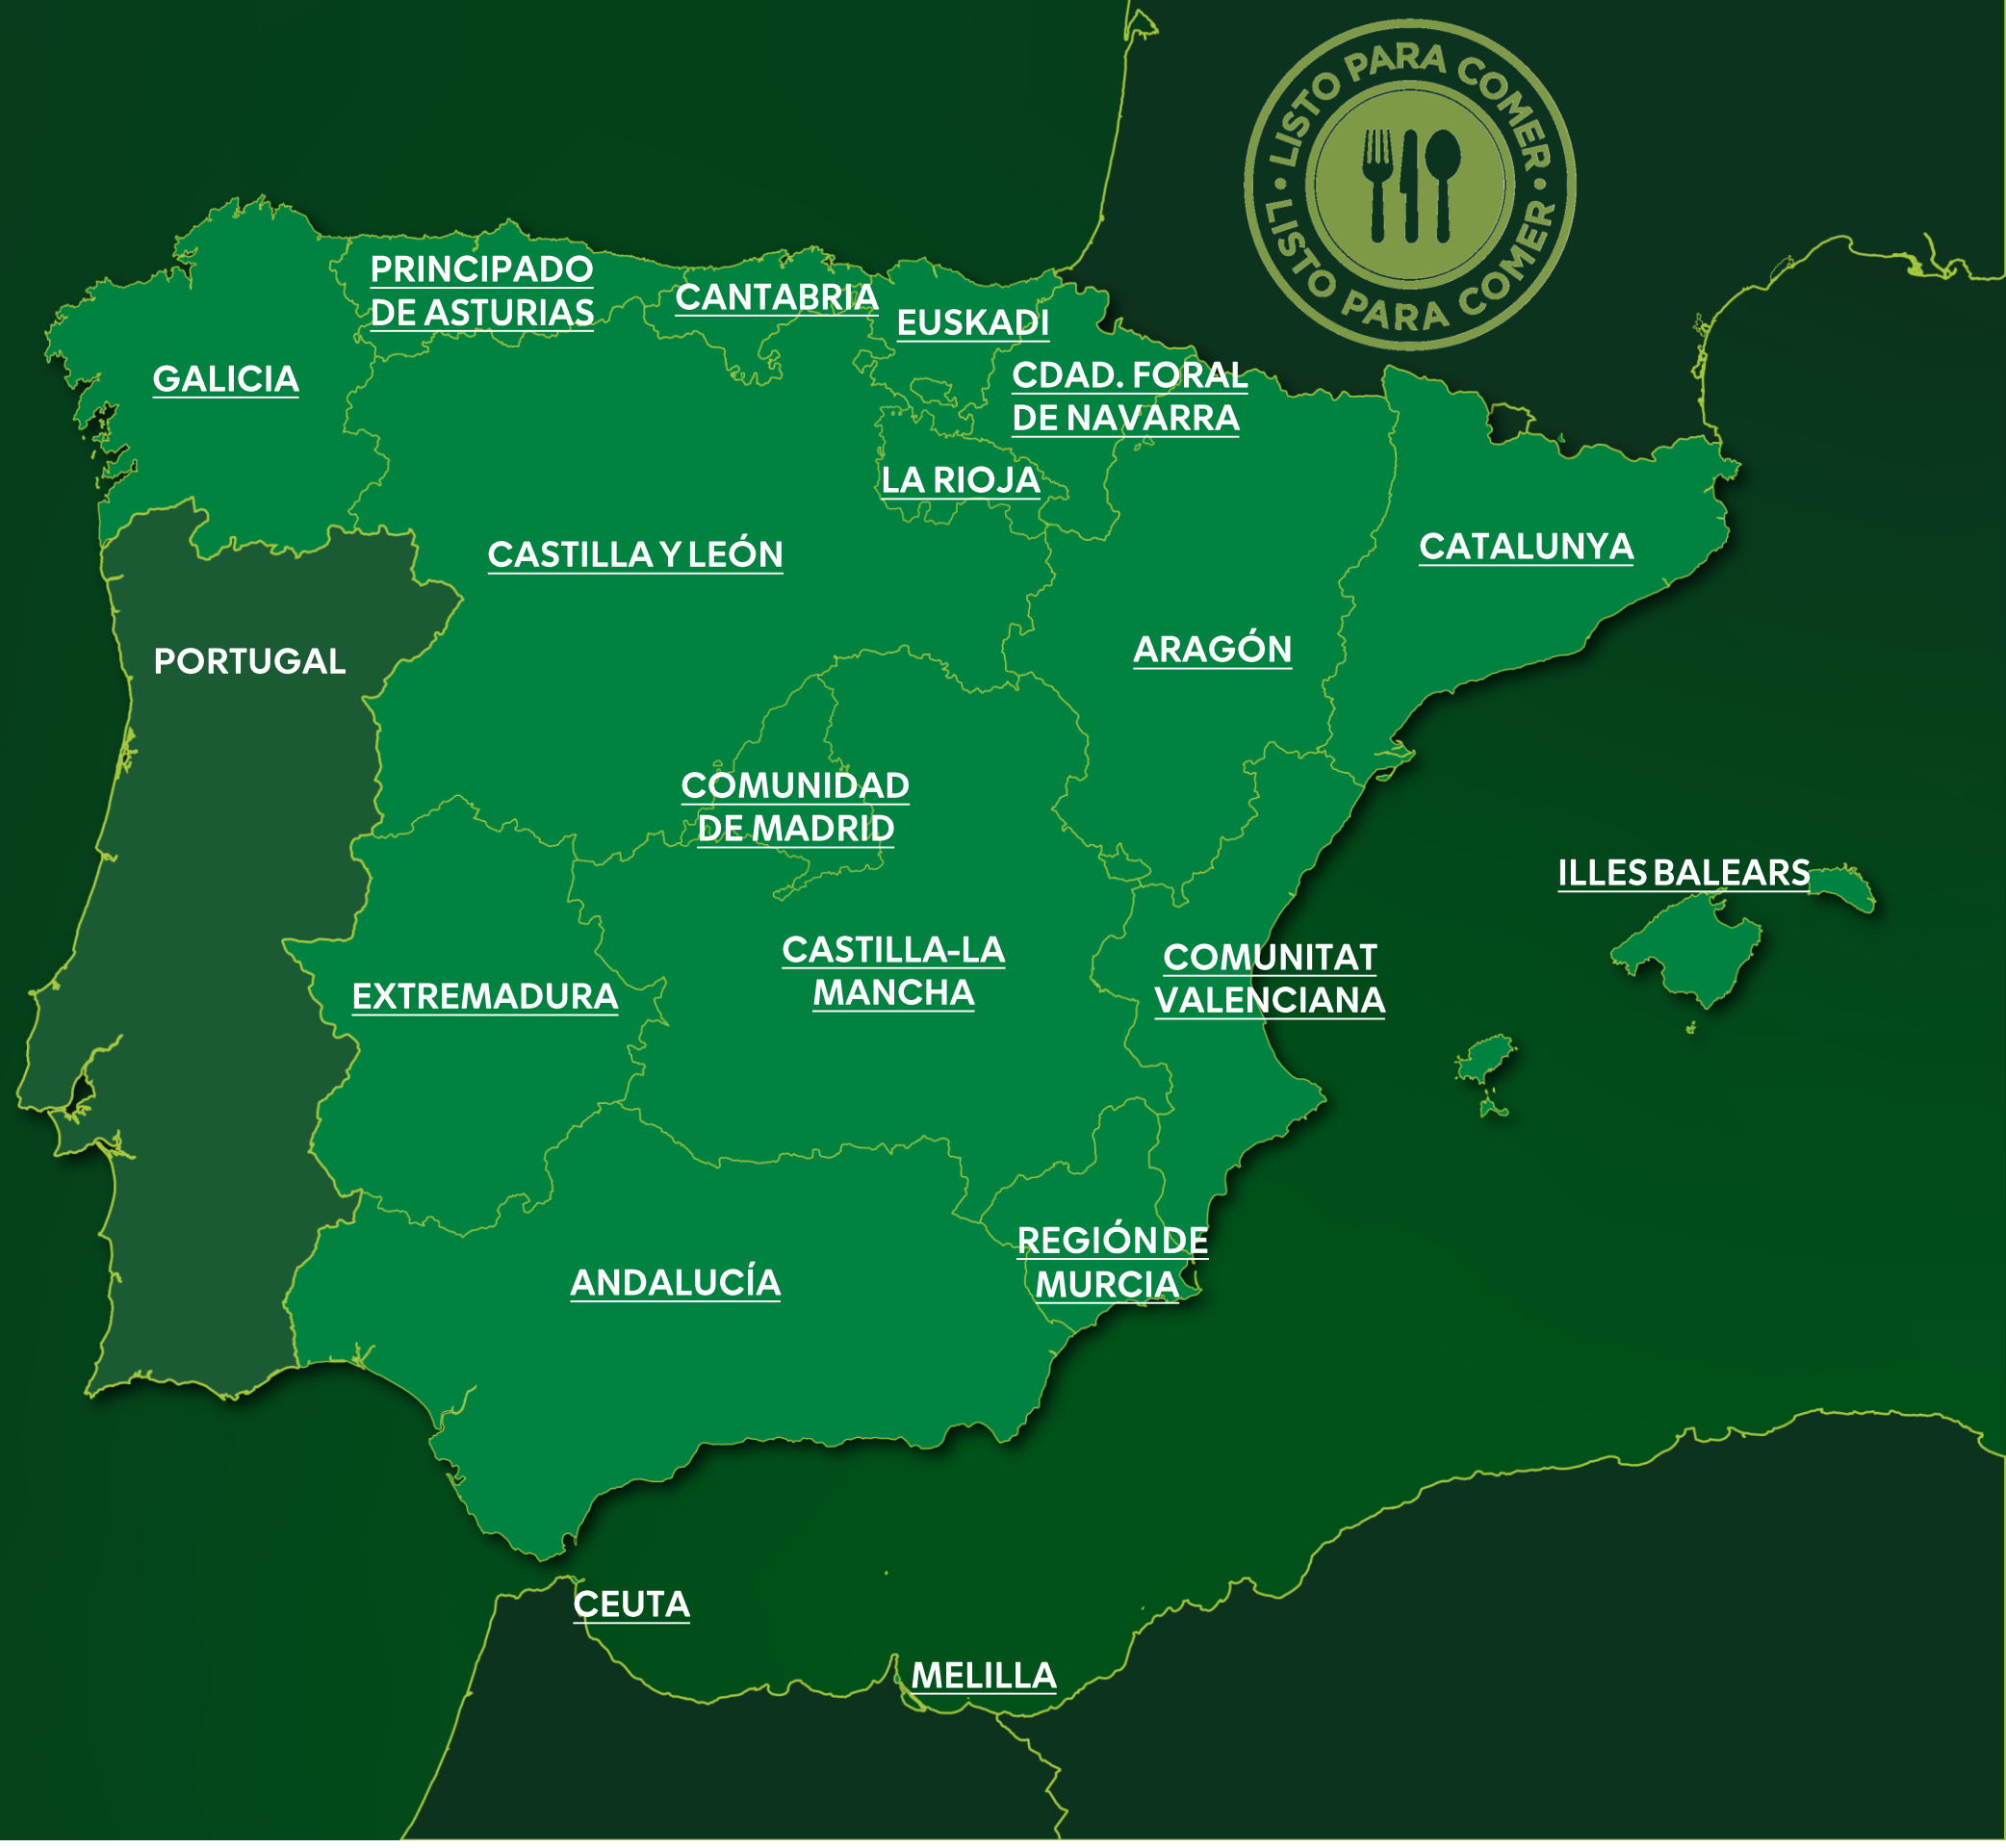 • LISTO PARA COMER •
LISTO PARA COMER
PRINCIPADO
DE ASTURIAS
CANTABRIA
EUSKADI
GALICIA
CDAD. FORAL
DE NAVARRA
LA RIOJA
CASTILLA Y LEÓN
CATALUNYA
ARAGÓN
PORTUGAL
COMUNIDAD
DE MADRID
ILLES BALEARS
CASTILLA-LA
MANCHA
COMUNITAT
VALENCIANA
EXTREMADURA
REGIÓN DE
MURCIA
ANDALUCÍA
CEUTA
MELILLA